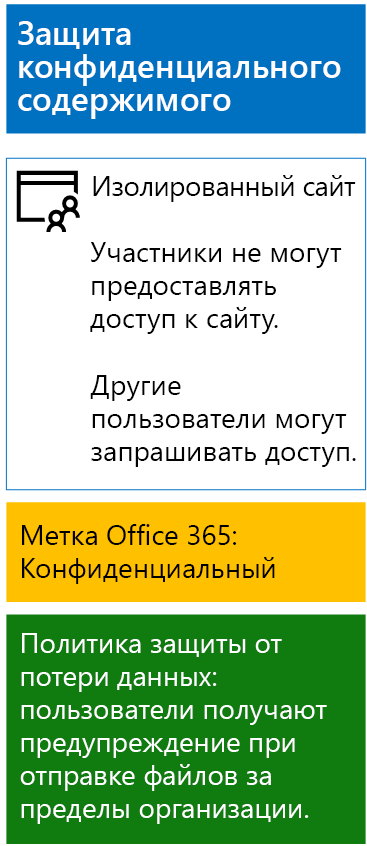 Защита
конфиденциального
содержимого
Изолированный сайт
Участники не могут
предоставлять
доступ к сайту.
Другие
пользователи могут
запрашивать доступ.
Метка Office 365:
Конфиденциальный
Политика защиты от
потери данных:
пользователи получают
предупреждение при
отправке файлов за
пределы организации.